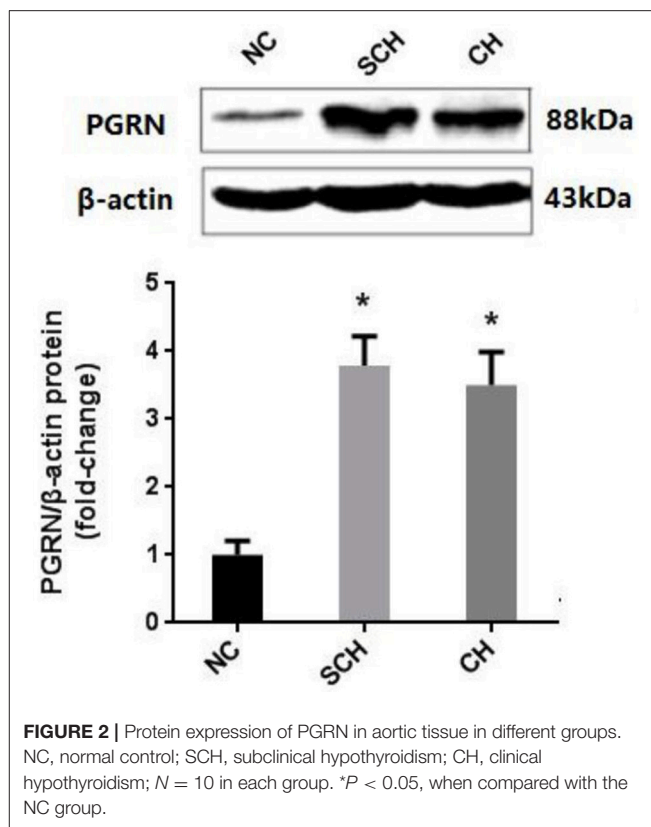 NC SCH CH
PGRN 88kDa
β-actin 43kDa
PGRN/β-actin protein
(fold-change)
5
4
3
2
1
0
* *
NC SCH CH
FIGURE 2 | Protein expression of PGRN in aortic tissue in different groups.
NC, normal control; SCH, subclinical hypothyroidism; CH, clinical
hypothyroidism; N = 10 in each group. *P < 0.05, when compared with the
NC group.